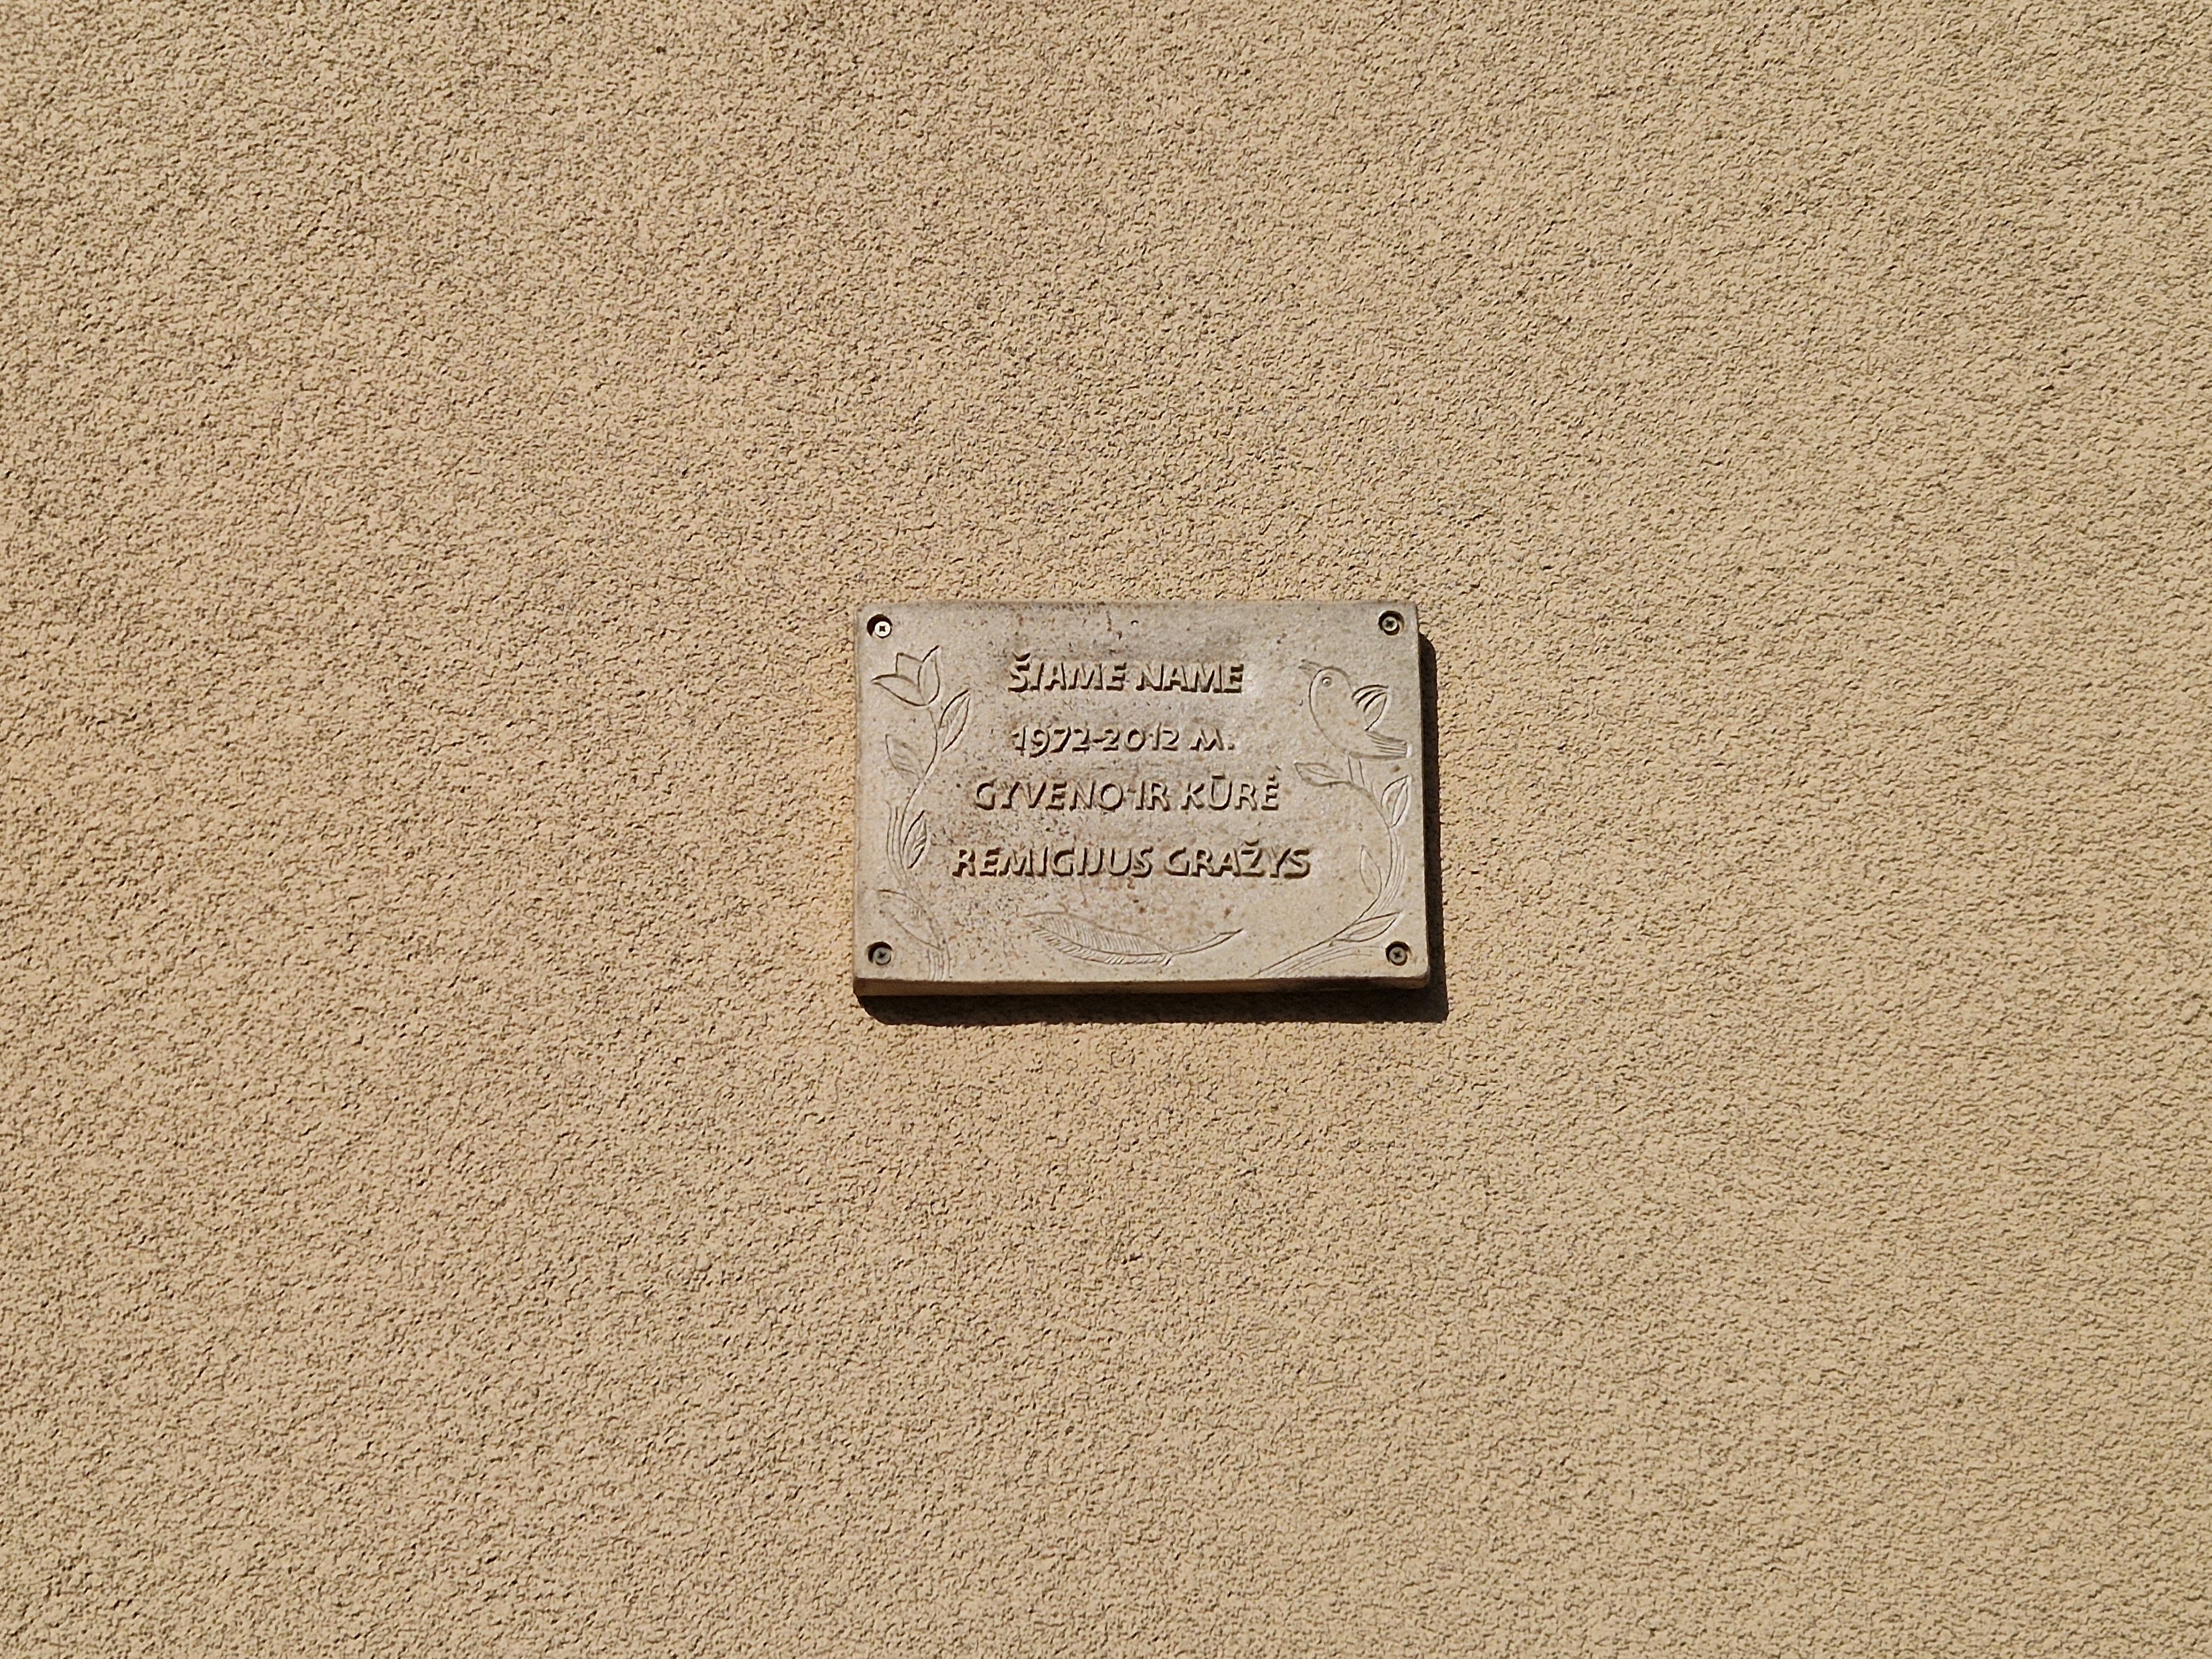 ŠIAME NAME
1972-2012 M.
GYVENO IR KŪRĖ
REMIGIJUS GRAŽYS